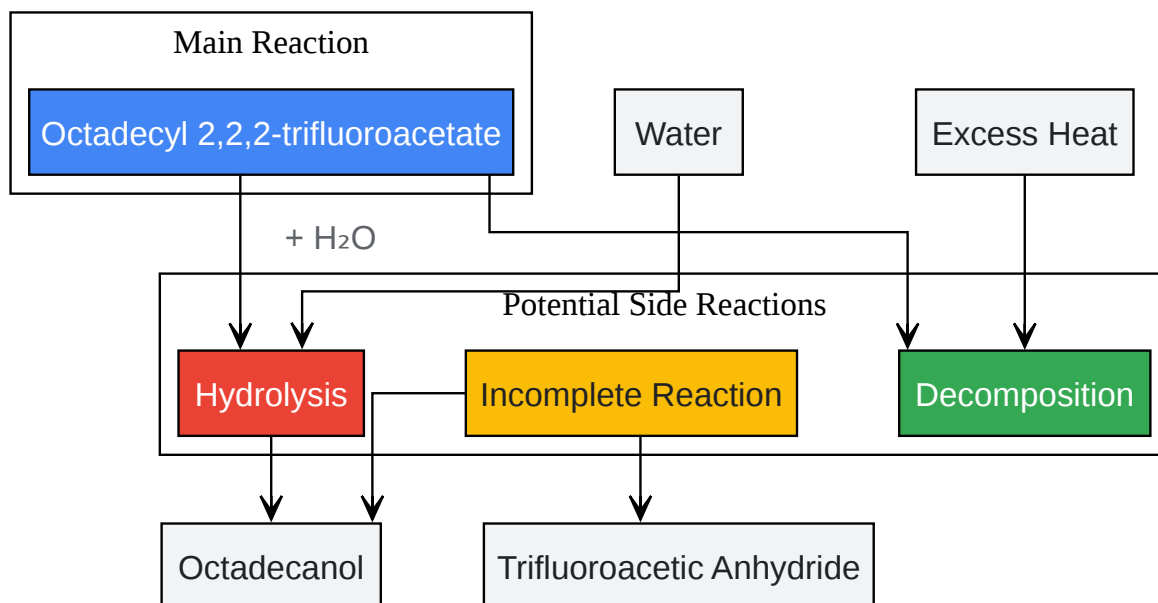 Main Reaction
Octadecyl 2,2,2-trifluoroacetate
Water
Excess Heat
+ H₂O
Potential Side Reactions
Hydrolysis
Incomplete Reaction
Decomposition
Octadecanol
Trifluoroacetic Anhydride